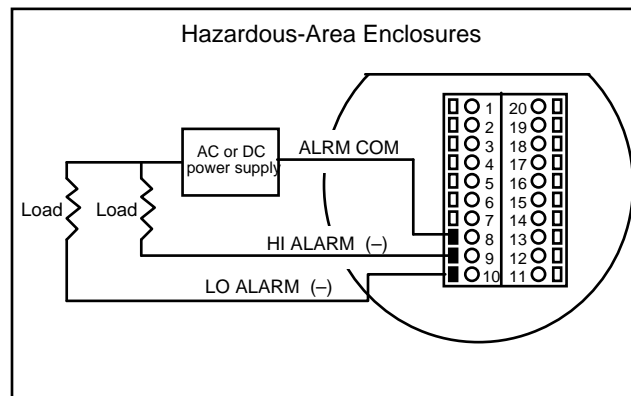 Hazardous-Area Enclosures
AC or DC
power supply
ALRM COM
Load
Load
HI ALARM (–)
LO ALARM (–)
1 20
2 19
3 18
4 17
5 16
6 15
7 14
8 13
9 12
10 11